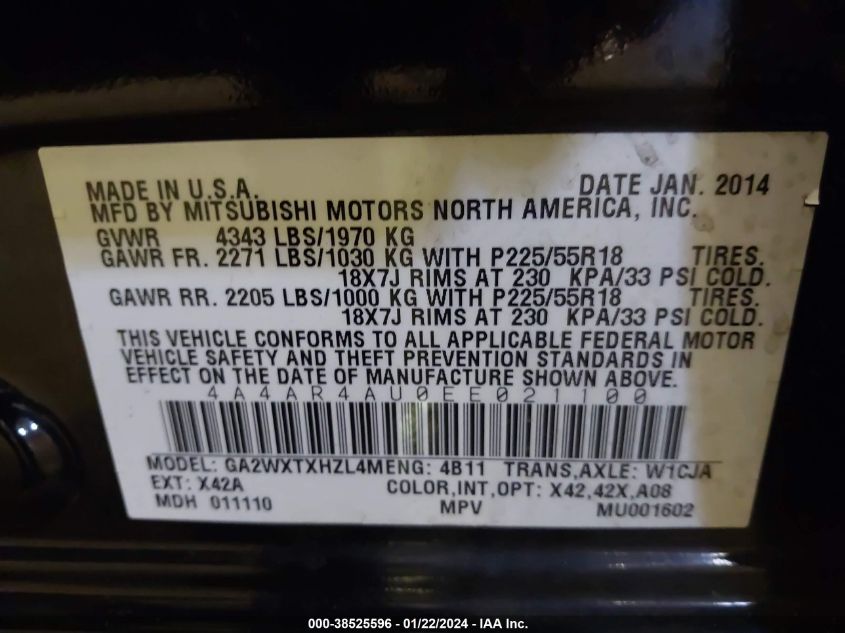 MADE IN U.S.A. DATE JAN. 2014
MFD BY MITSUBISHI MOTORS NORTH AMERICA, INC.
GVWR 4343 LBS/1970 KG
GAWR FR. 2271 LBS/1030 KG WITH P225/55R18 TIRES.
18X7J RIMS AT 230 KPA/33 PSI COLD.
GAWR RR. 2205 LBS/1000 KG WITH P225/55R18 TIRES.
18X7J RIMS AT 230 KPA/33 PSI COLD.
THIS VEHICLE CONFORMS TO ALL APPLICABLE FEDERAL MOTOR
VEHICLE SAFETY AND THEFT PREVENTION STANDARDS IN
EFFECT ON THE DATE OF MANUFACTURE SHOWN ABOVE.
4A4AR4AU0EE021100
MODEL: GA2WXTXHZL4MENG: 4B11 TRANS,AXLE: W1CJA
EXT: X42A COLOR,INT,OPT: X42,42X,A08
MDH 011110 MPV MU001602
000-38525596 - 01/22/2024 - IAA Inc.